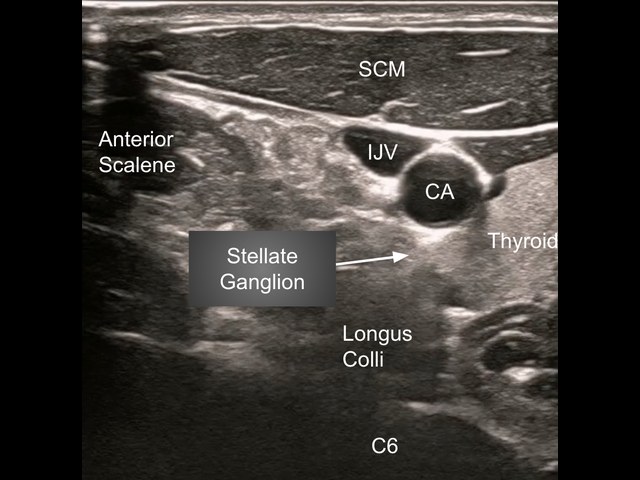 SCM
Anterior
Scalene
IJV
CA
Thyroid
Stellate
Ganglion
Longus
Colli
C6